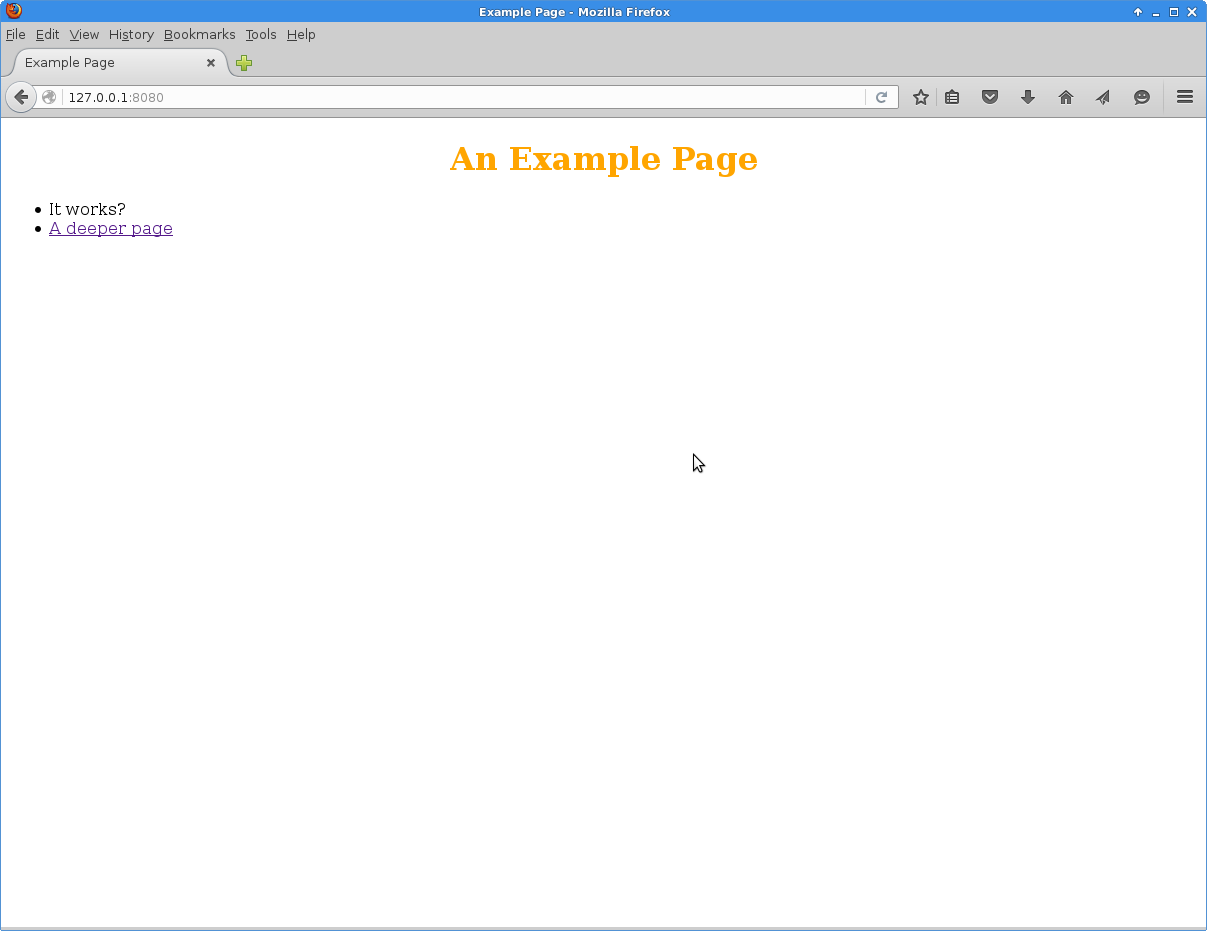 Example Page - Mozilla Firefox
File Edit View History Bookmarks Tools Help
Example Page
127.0.0.1:8080
An Example Page
It works?
A deeper page